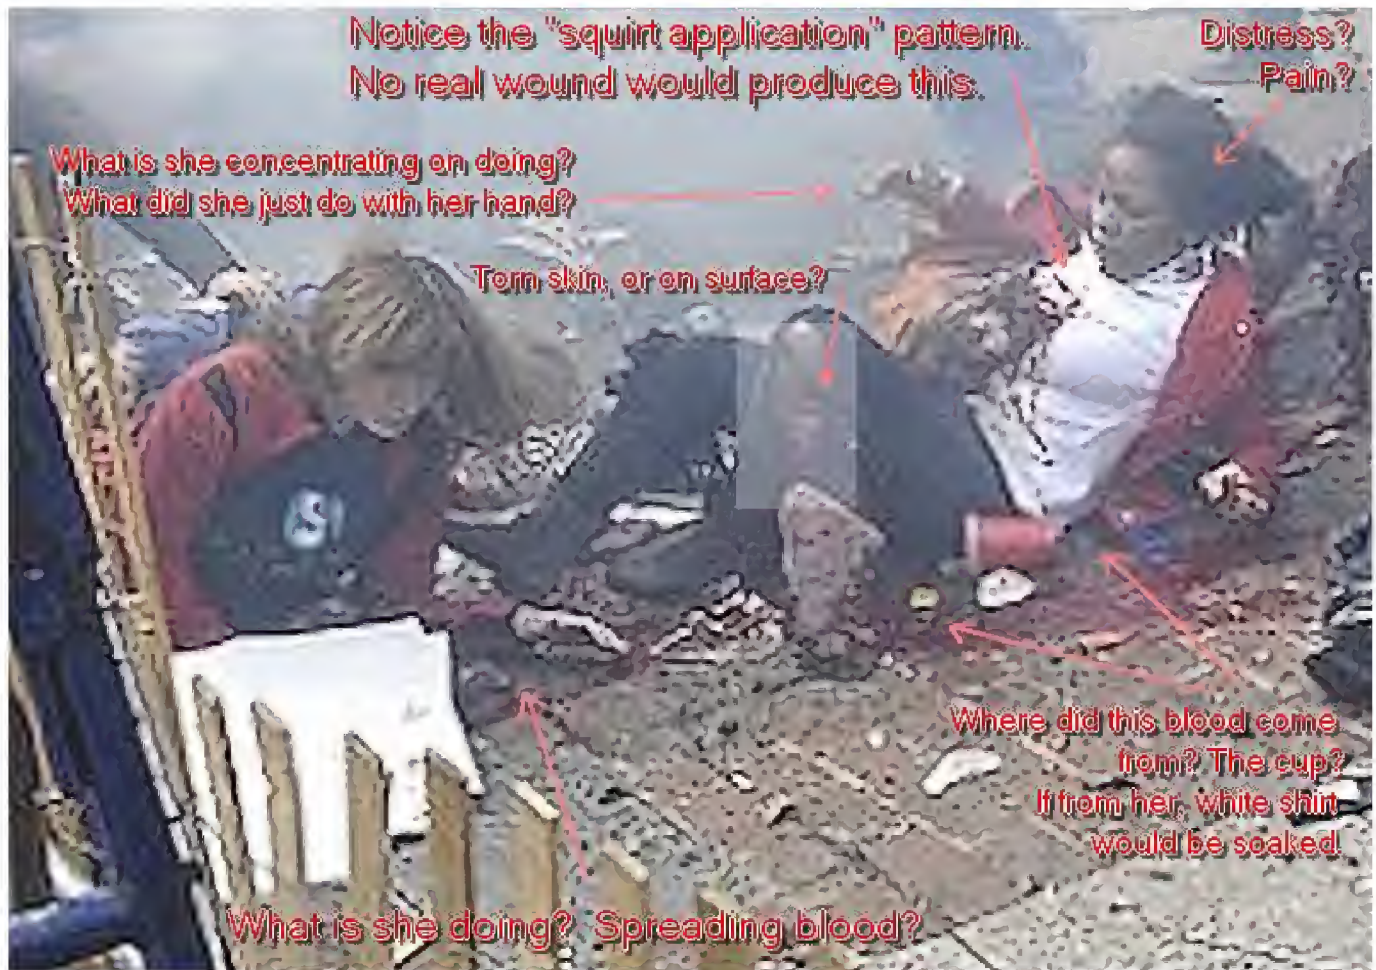 Notice the "squirt application" pattern.
No real wound would produce this.
Distress?
Pain?
What is she concentrating on doing?
What did she just do with her hand?
Torn skin, or on surface?
Where did this blood come
from? The cup?
If from her, white shirt
would be soaked.
What is she doing? Spreading blood?